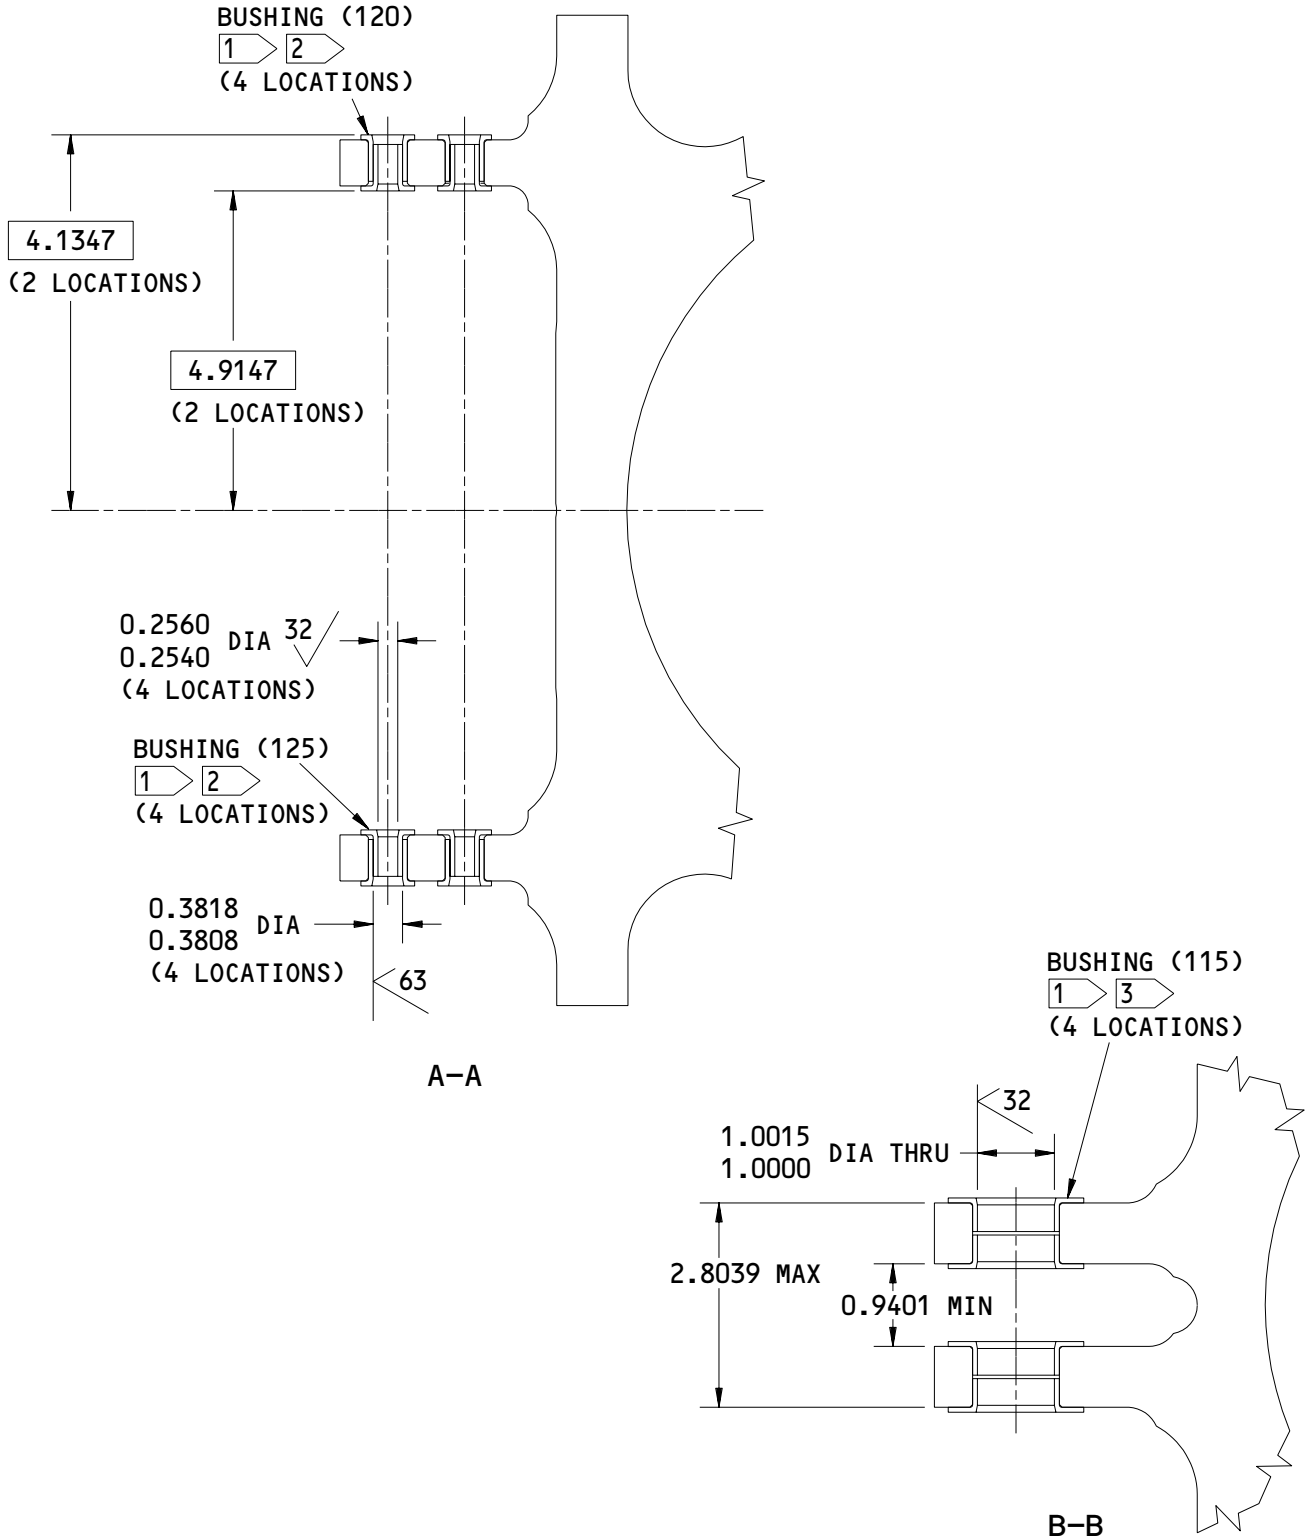 BUSHING (120)
1 2
(4 LOCATIONS)
4.1347
(2 LOCATIONS)
4.9147
(2 LOCATIONS)
0.2560
0.2540
DIA
32
(4 LOCATIONS)
BUSHING (125)
1 2
(4 LOCATIONS)
0.3818
0.3808
DIA
(4 LOCATIONS)
63
A-A
BUSHING (115)
1 3
(4 LOCATIONS)
32
1.0015
1.0000
DIA THRU
2.8039 MAX
0.9401 MIN
B-B